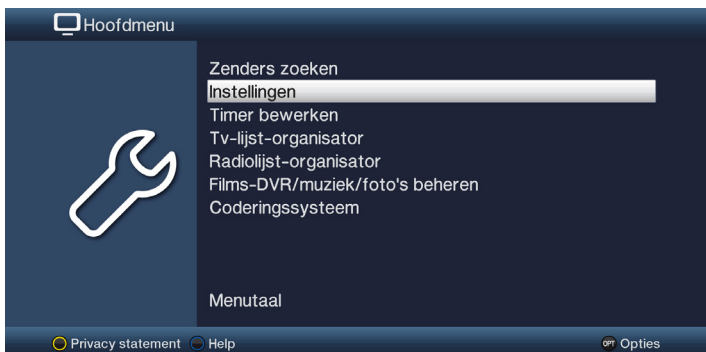 Hoofdmenu
Zenders zoeken
Instellingen
Timer bewerken
Tv-lijst-organisator
Radiolijst-organisator
Films-DVR/muziek/foto's beheren
Coderingssysteem
Menutaal
Privacy statement Help OPT Opties